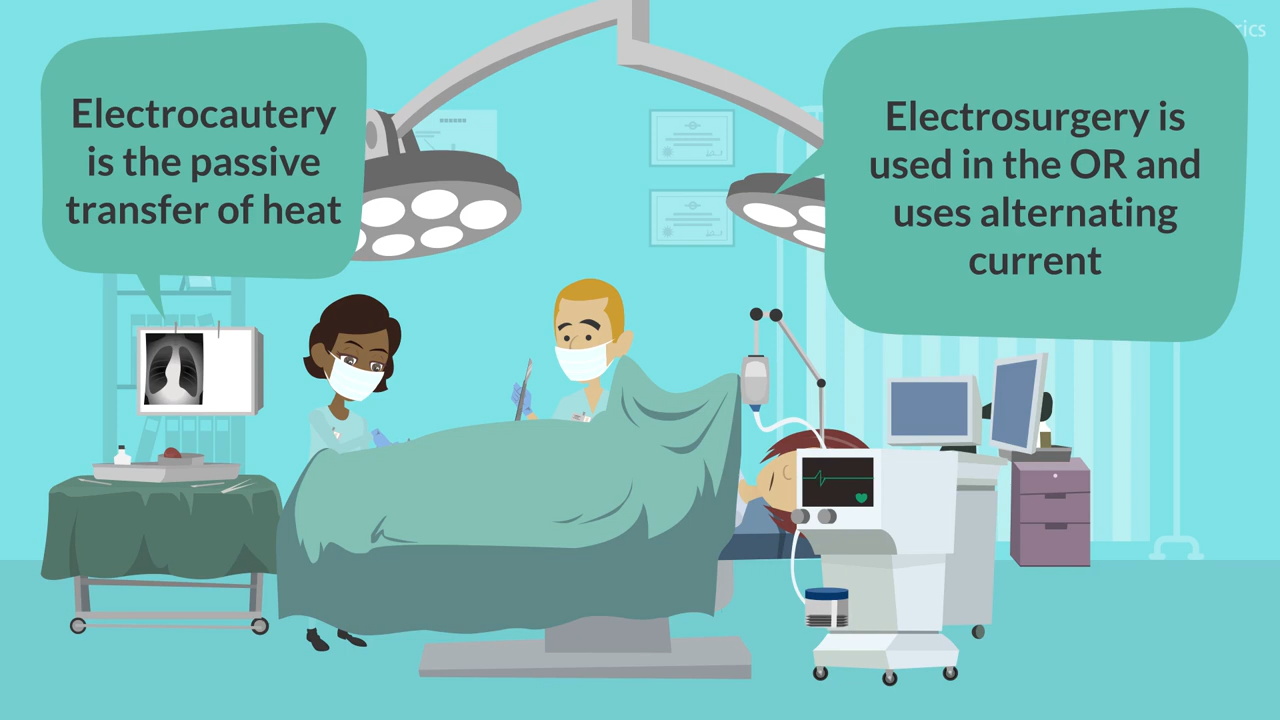 Electrocautery
is the passive
transfer of heat
Electrosurgery is
used in the OR and
uses alternating
current